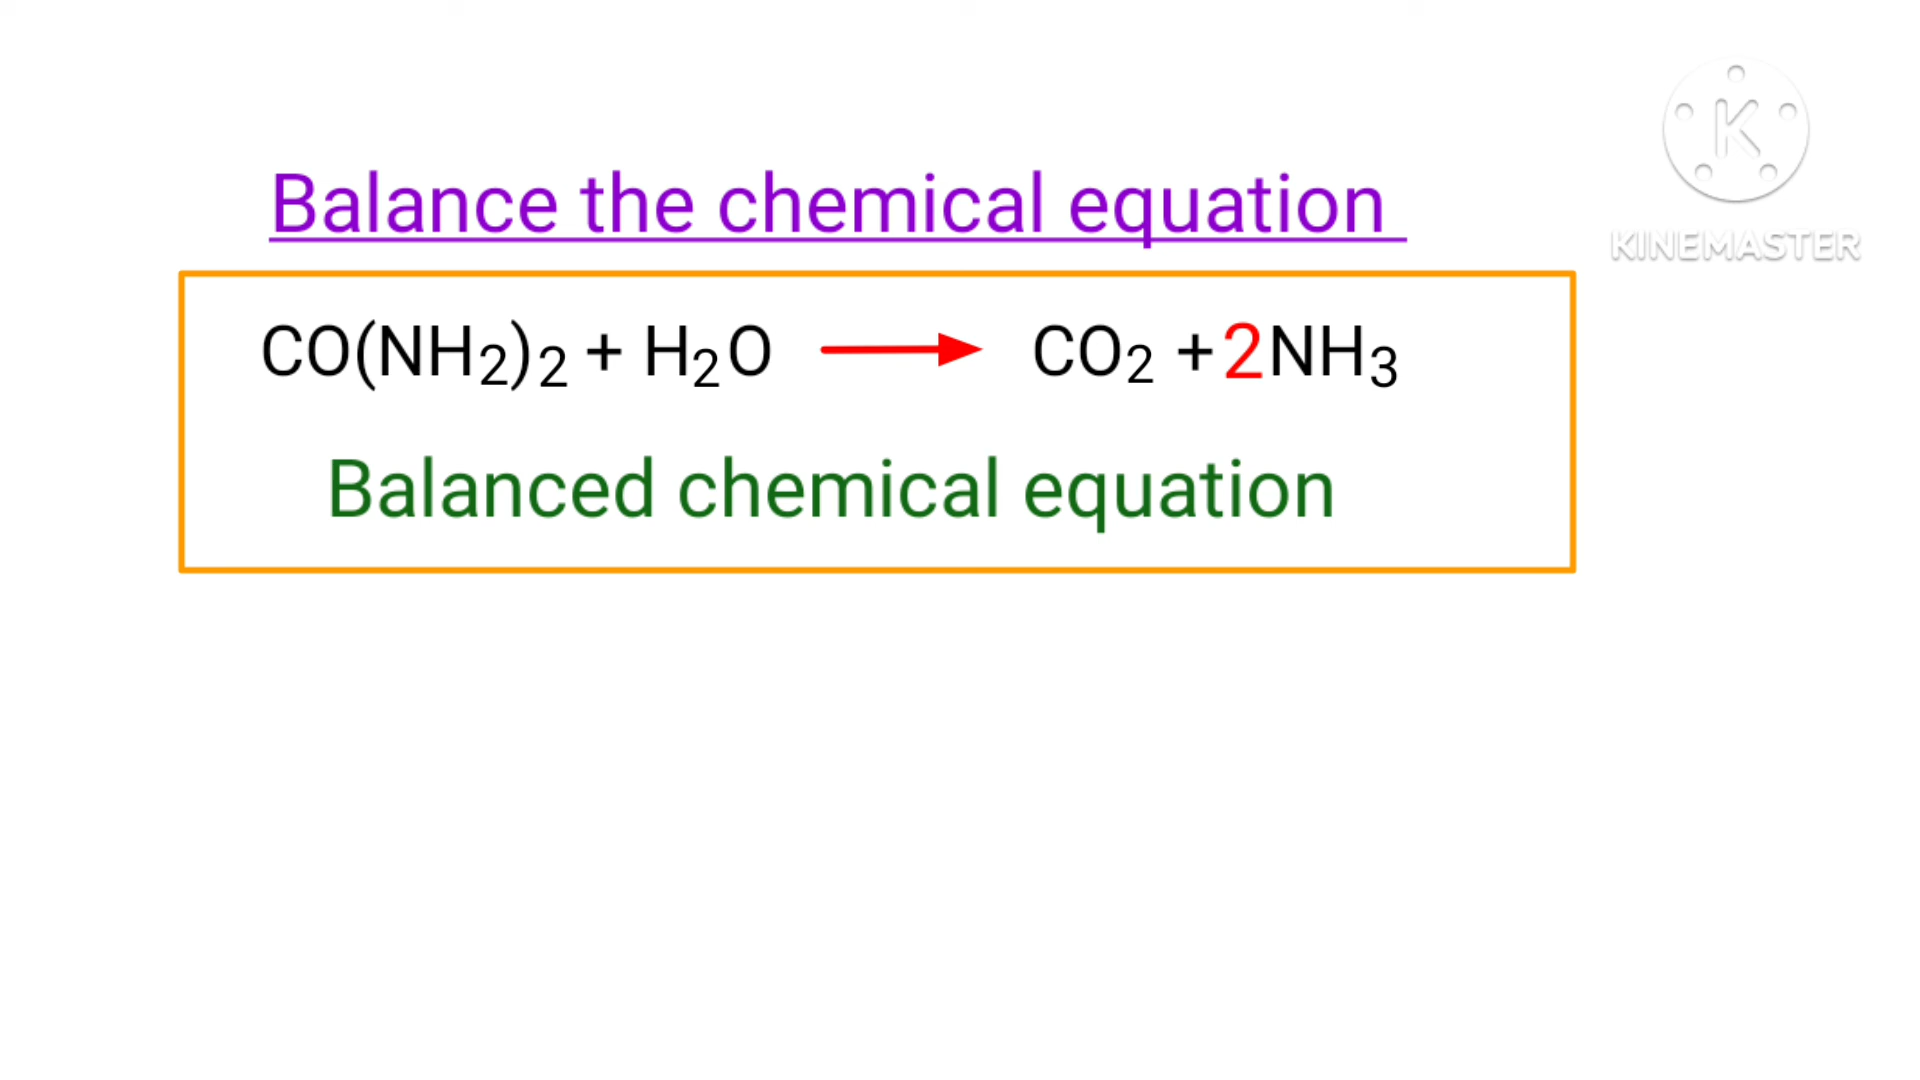 Balance the chemical equation
K
KINEMASTER
CO(NH₂)₂ + H₂O → CO₂ + 2NH₃
Balanced chemical equation